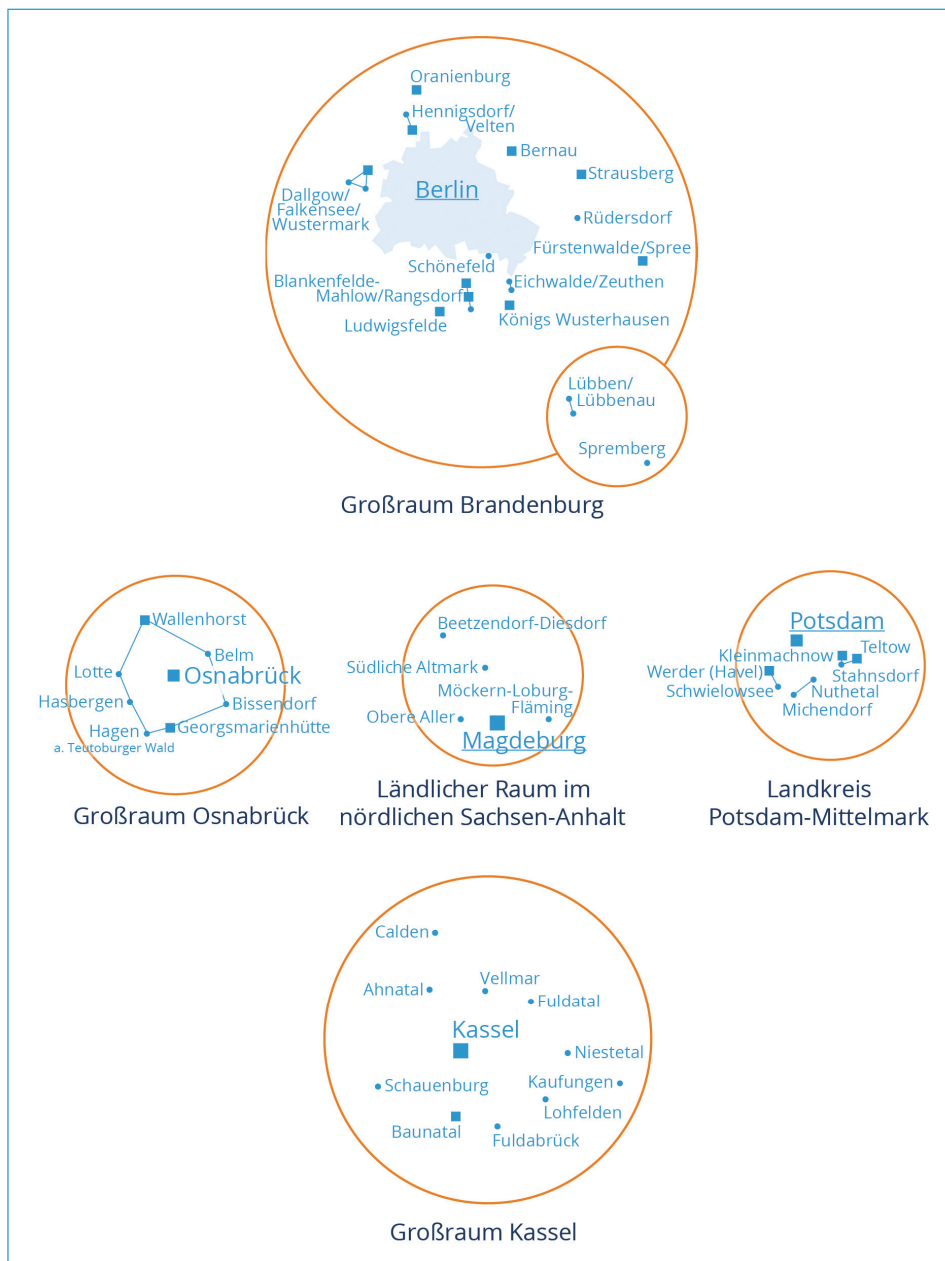 Oranienburg
Hennigsdorf/
Velten
Bernau
Strausberg
Berlin
Dallgow/
Falkensee/
Wustermark
Rüdersdorf
Fürstenwalde/Spree
Schönefeld
Blankenfelde-
Mahlow/Rangsdorf
Eichwalde/Zeuthen
Ludwigsfelde
Königs Wusterhausen
Lübben/
Lübbenau
Spremberg
Großraum Brandenburg
Wallenhorst
Belm
Lotte
Osnabrück
Hasbergen
Bissendorf
Hagen
a. Teutoburger Wald
Georgsmarienhütte
Großraum Osnabrück
Beetzendorf-Diesdorf
Südliche Altmark
Möckern-Loburg-
Fläming
Obere Aller
Magdeburg
Ländlicher Raum im
nördlichen Sachsen-Anhalt
Potsdam
Kleinmachnow
Teltow
Werder (Havel)
Stahnsdorf
Schwielowsee
Nuthetal
Michendorf
Landkreis
Potsdam-Mittelmark
Calden
Ahnatal
Vellmar
Fuldatal
Kassel
Niestetal
Schauenburg
Kaufungen
Lohfelden
Baunatal
Fuldabrück
Großraum Kassel